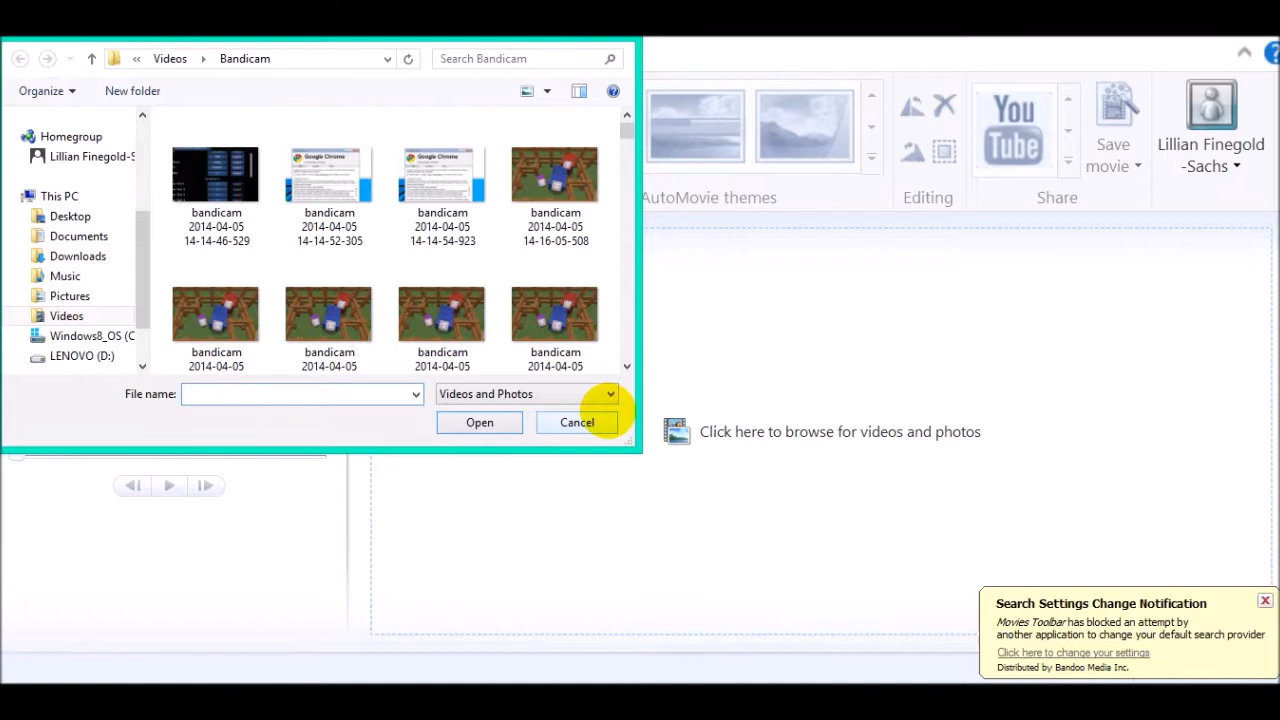 « Videos Bandicam
Search Bandicam
Organize
New folder
Homegroup
Lillian Finegold-S
This PC
Desktop
Documents
Downloads
Music
Pictures
Videos
Windows8_OS (C
LENOVO (D:)
bandicam
2014-04-05
14-14-46-529
bandicam
2014-04-05
14-14-52-305
bandicam
2014-04-05
14-14-54-923
bandicam
2014-04-05
14-16-05-508
bandicam
2014-04-05
bandicam
2014-04-05
bandicam
2014-04-05
bandicam
2014-04-05
Google Chrome
Google Chrome
File name:
Videos and Photos
Open
Cancel
AutoMovie themes
Editing
You
Tube
Share
Save
movie
Lillian Finegold
-Sachs
Click here to browse for videos and photos
Search Settings Change Notification
Movies Toolbar has blocked an attempt by
another application to change your default search provider
Click here to change your settings
Distributed by Bandoo Media Inc.